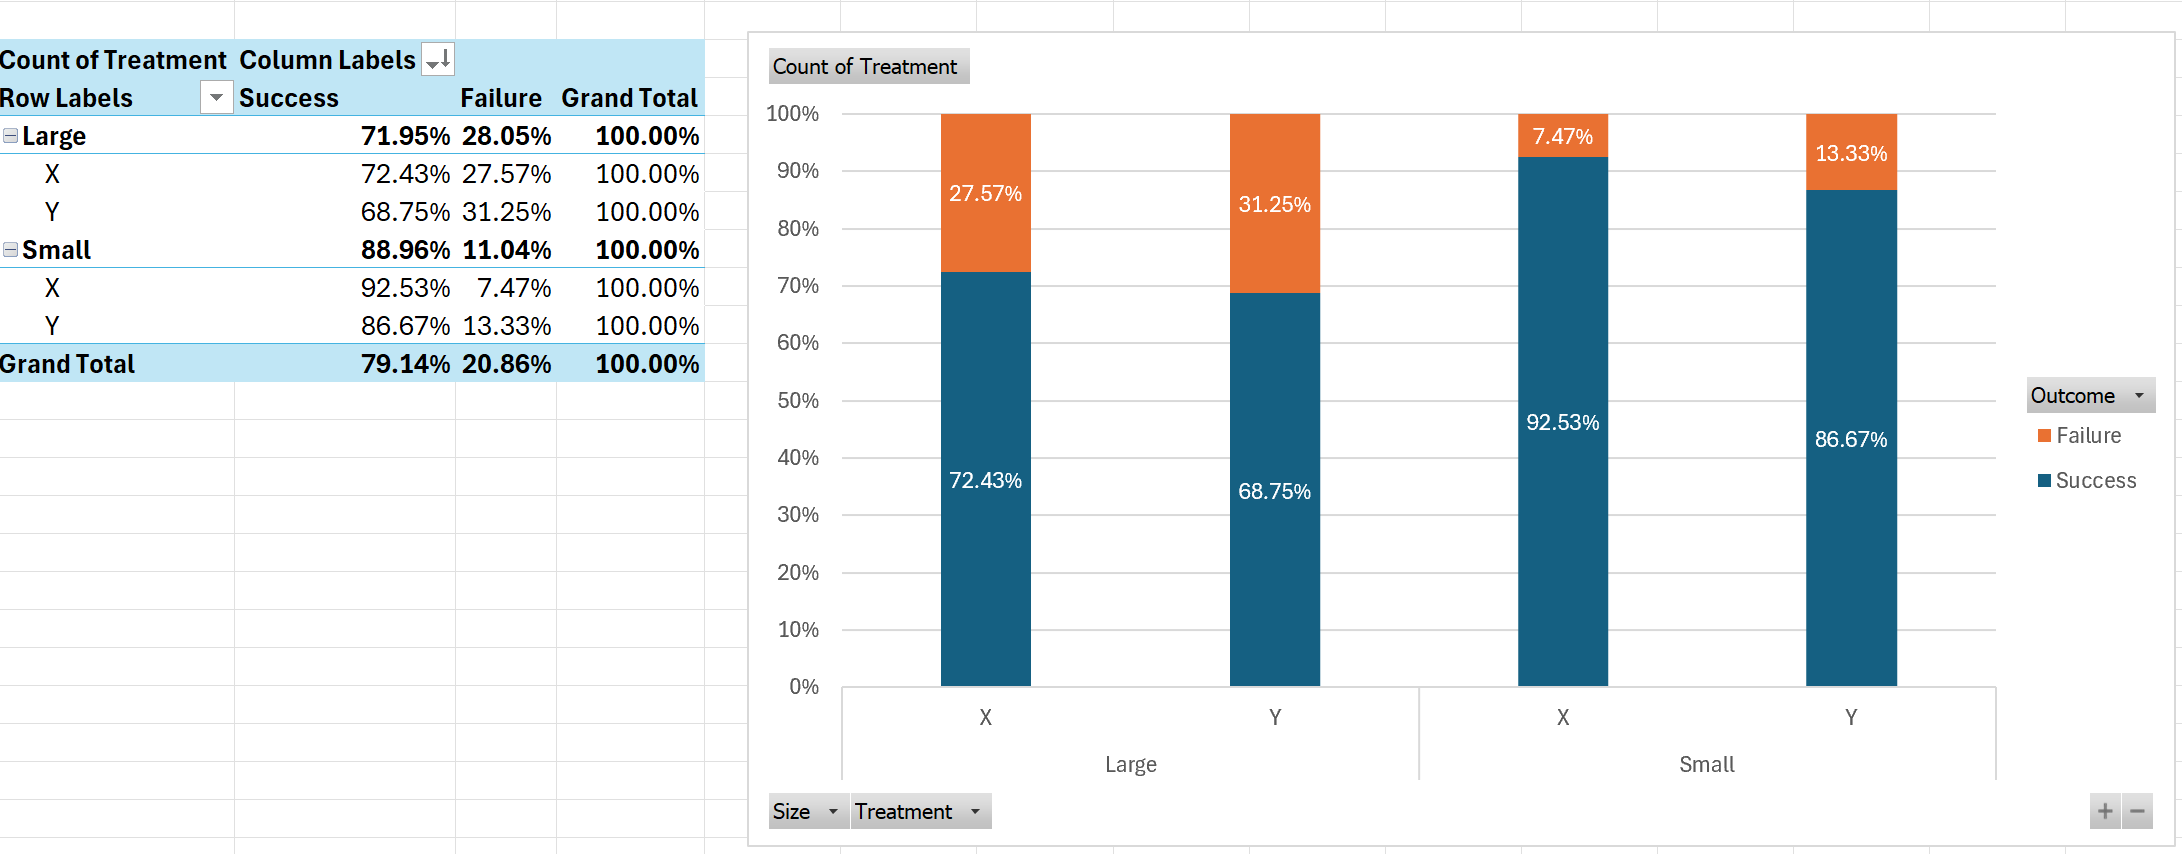 Count of Treatment Column Labels
Row Labels Success Failure Grand Total
Large 71.95% 28.05% 100.00%
X 72.43% 27.57% 100.00%
Y 68.75% 31.25% 100.00%
Small 88.96% 11.04% 100.00%
X 92.53% 7.47% 100.00%
Y 86.67% 13.33% 100.00%
Grand Total 79.14% 20.86% 100.00%
Count of Treatment
100%
90%
80%
70%
60%
50%
40%
30%
20%
10%
0%
27.57% 31.25% 7.47% 13.33%
72.43% 68.75% 92.53% 86.67%
X Y X Y
Large Small
Outcome
Failure
Success
Size Treatment
+ −